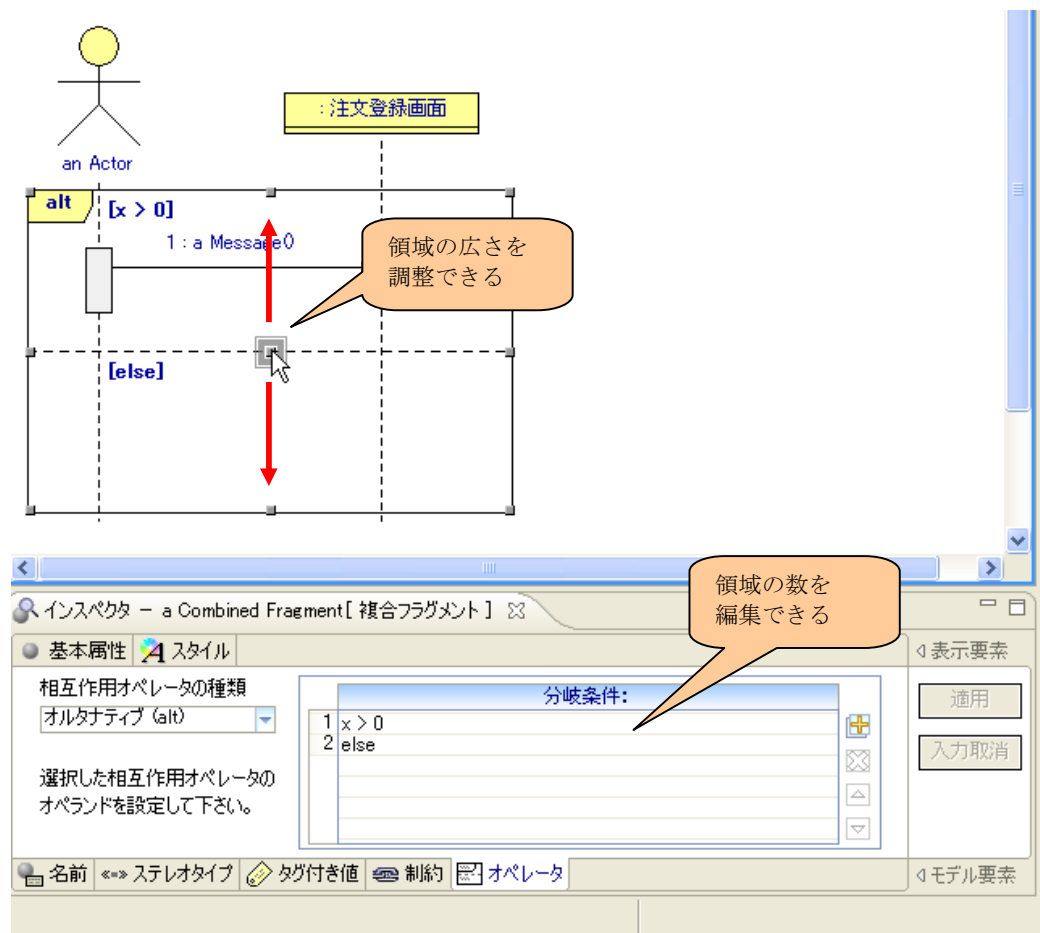 :注文登録画面
an Actor
alt
[x > 0]
1 : a Message()
領域の広さを
調整できる
[else]
領域の数を
編集できる
インスペクタ － a Combined Fragment[ 複合フラグメント ]
基本属性
スタイル
表示要素
相互作用用オペレータの種類
オルタナティブ (alt)
分岐条件:
1 x > 0
2 else
適用
入力取消
選択した相互作用オペレータの
オペランドを設定して下さい。
名前
«=» ステレオタイプ
タグ付き値
制約
オペレータ
モデル要素